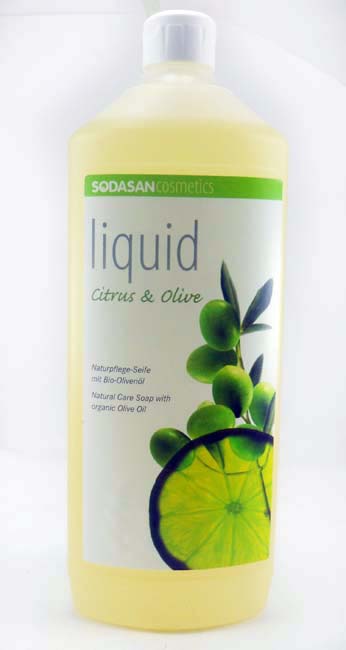 SODASANcosmetics
liquid
Citrus & Olive
Naturpflege-Seife
mit Bio-Olivenöl
Natural Care Soap with
organic Olive Oil